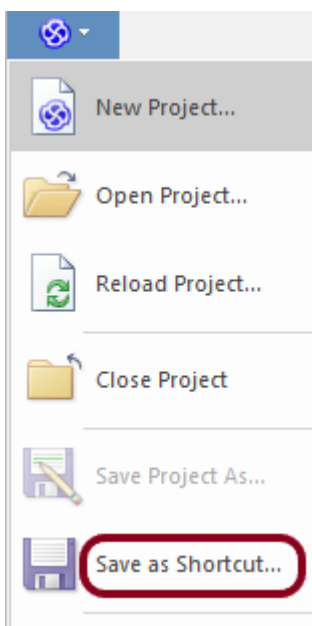 New Project...
Open Project...
Reload Project...
Close Project
Save Project As...
Save as Shortcut...